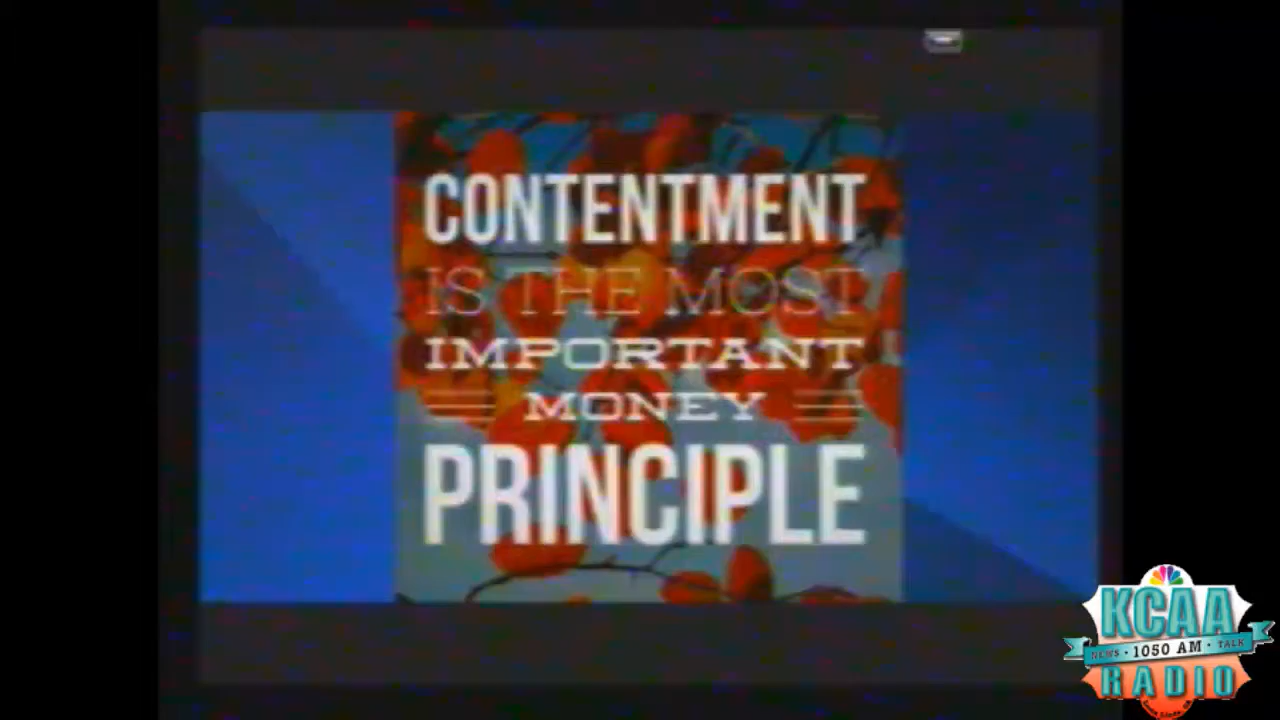 CONTENTMENT
IS THE MOST
IMPORTANT
MONEY
PRINCIPLE
KCAA
NEWS · 1050 AM · TALK
RADIO